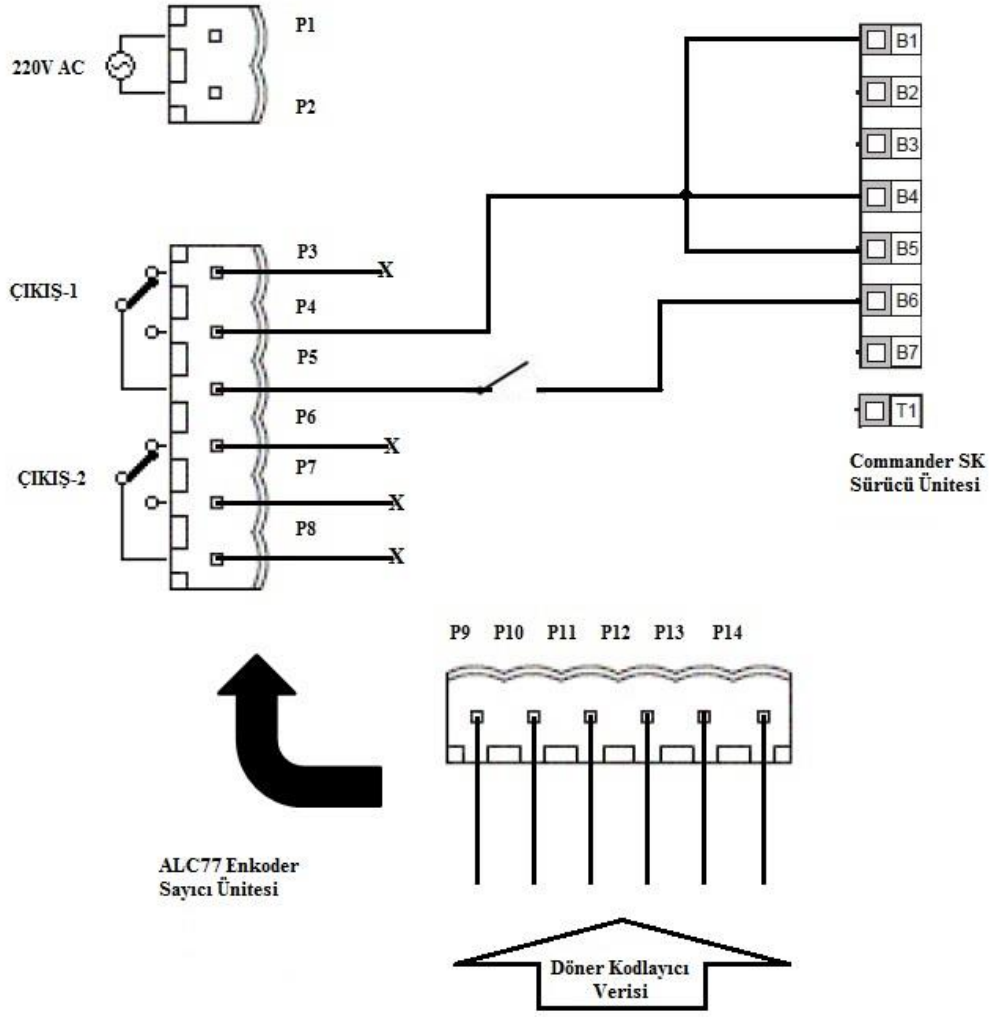 P1
220V AC
P2
B1
B2
B3
B4
B5
B6
B7
T1
Commander SK
Sürücü Ünitesi
P3
ÇIKIŞ-1
P4
X
P5
P6
X
ÇIKIŞ-2
P7
X
P8
X
P9 P10 P11 P12 P13 P14
ALC77 Enkoder
Sayıcı Ünitesi
Döner Kodlayıcı
Verisi